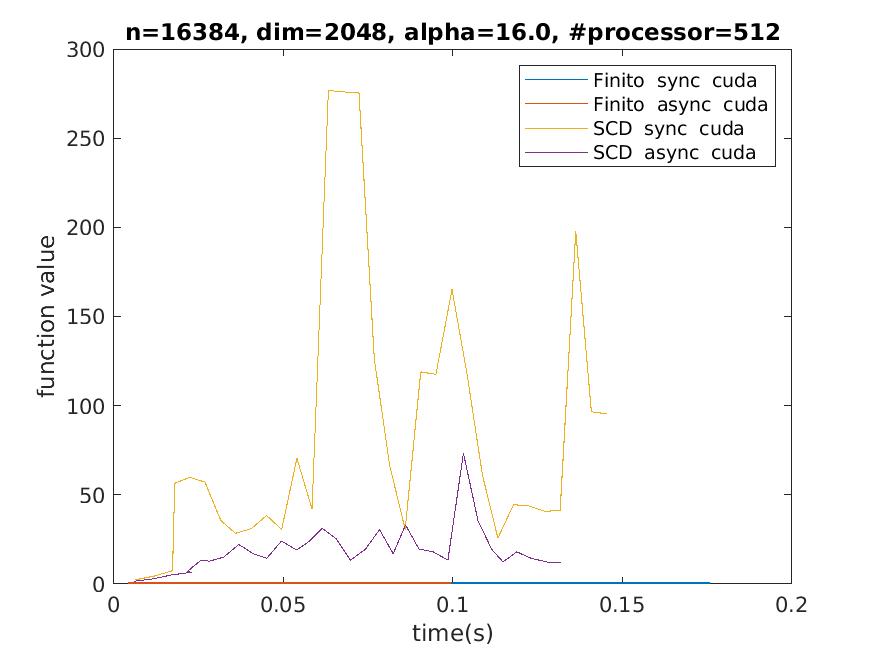 n=16384, dim=2048, alpha=16.0, #processor=512
300
250
200
150
100
50
0
function value
Finito sync cuda
Finito async cuda
SCD sync cuda
SCD async cuda
0
0.05
0.1
0.15
0.2
time(s)